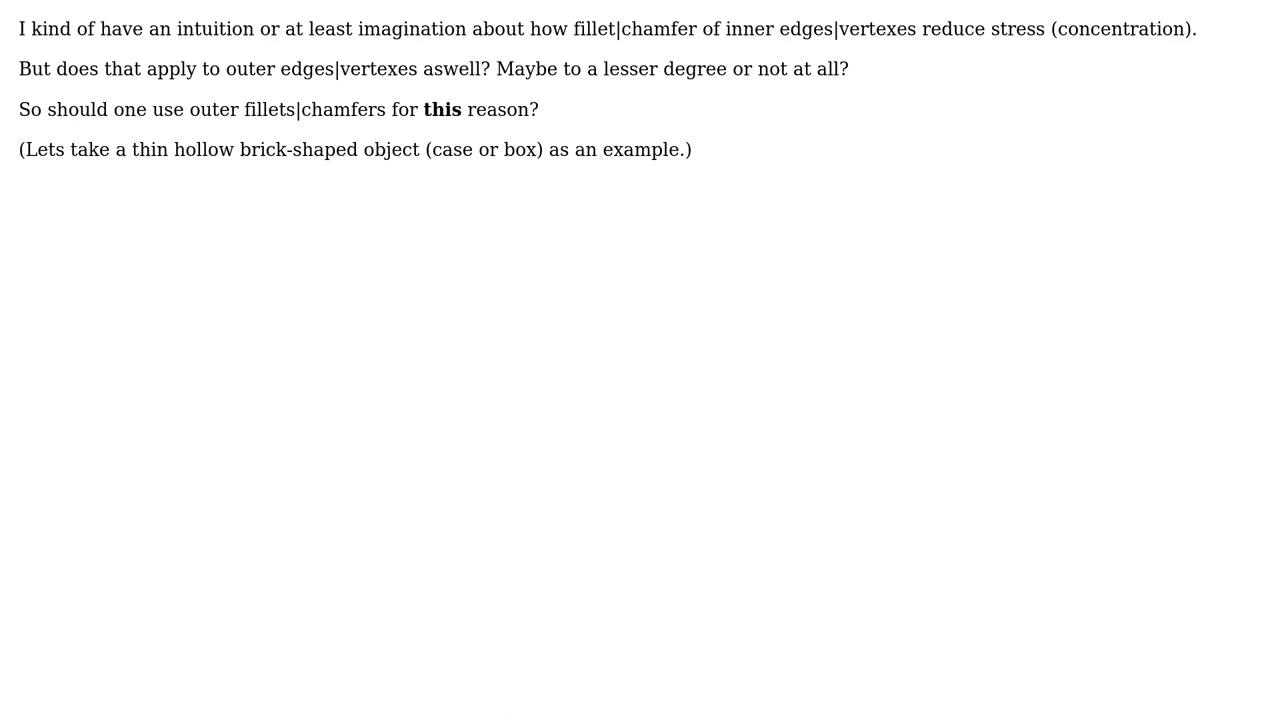 I kind of have an intuition or at least imagination about how fillet|chamfer of inner edges|vertexes reduce stress (concentration).
But does that apply to outer edges|vertexes aswell? Maybe to a lesser degree or not at all?
So should one use outer fillets|chamfers for this reason?
(Lets take a thin hollow brick-shaped object (case or box) as an example.)